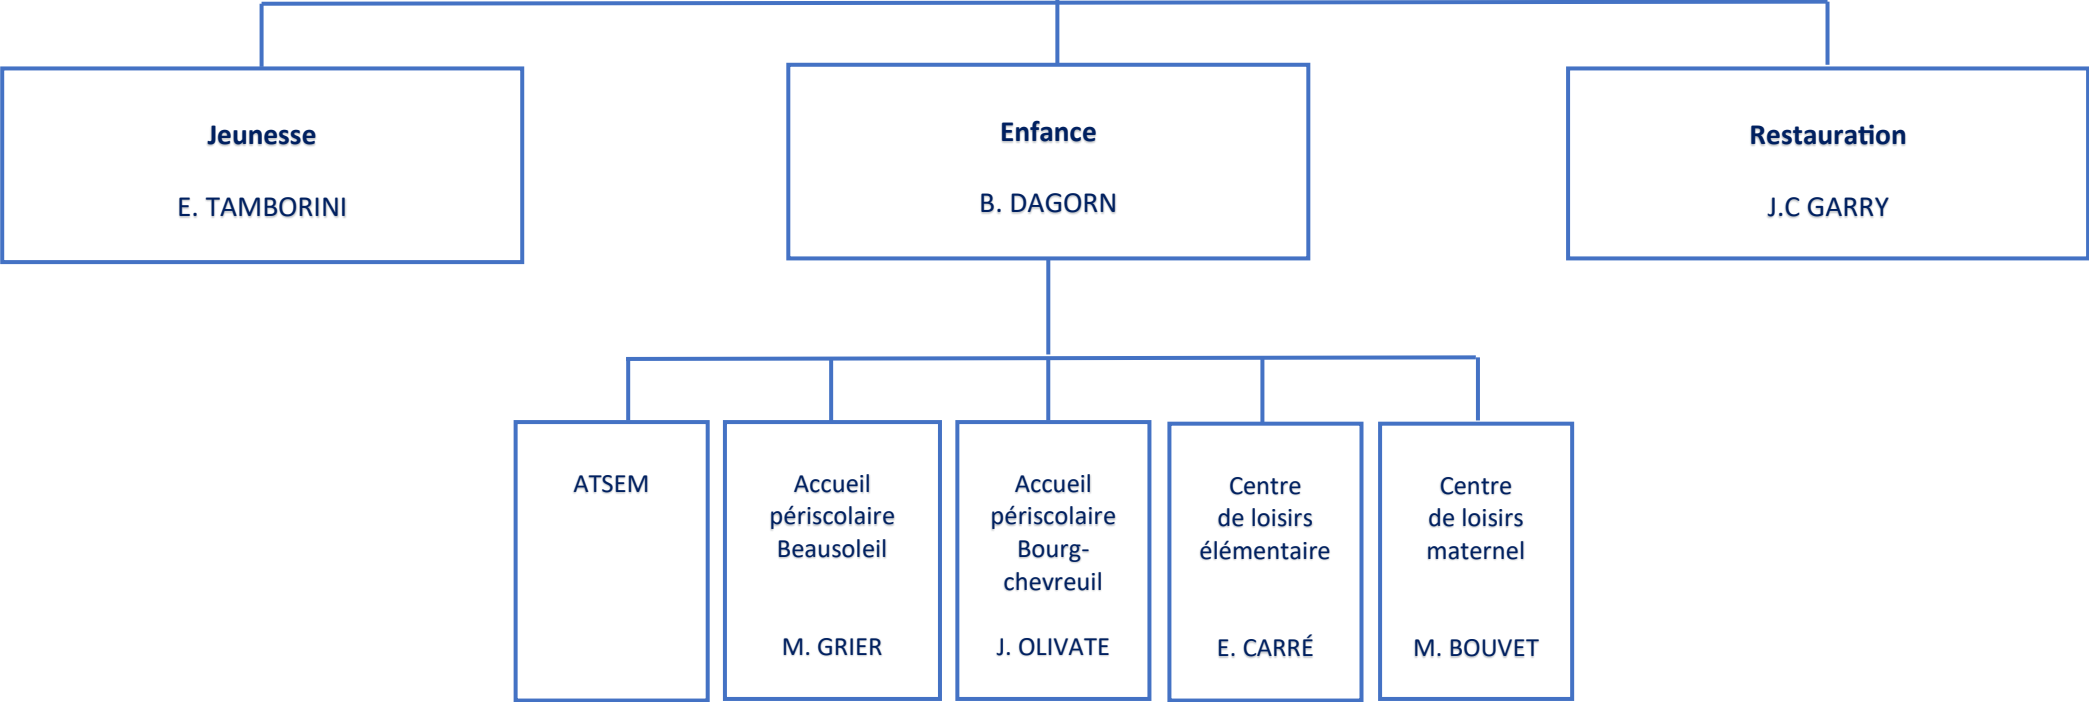 Jeunesse
E. TAMBORINI
Enfance
B. DAGORN
Restauration
J.C GARRY
ATSEM
Accueil
périscolaire
Beausoleil
M. GRIER
Accueil
périscolaire
Bourg-
chevreuil
J. OLIVATE
Centre
de loisirs
élémentaire
E. CARRÉ
Centre
de loisirs
maternel
M. BOUVET